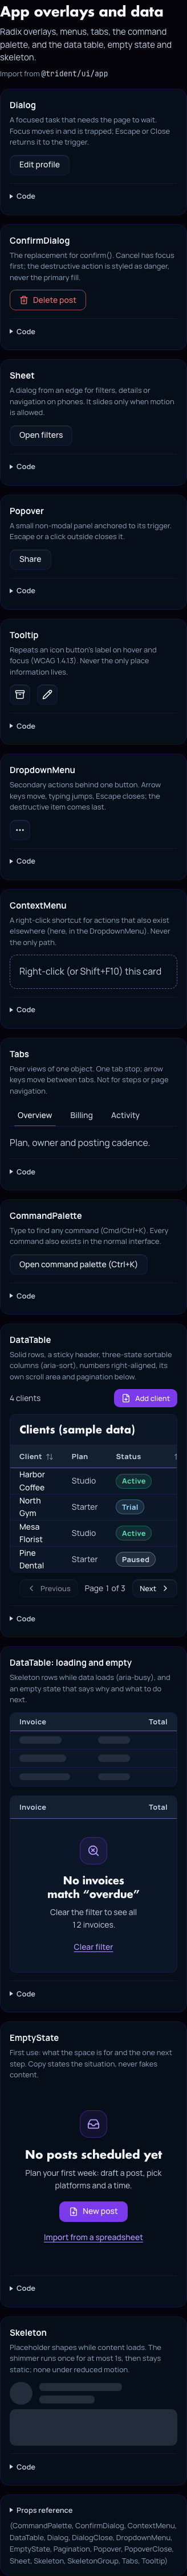 App overlays and data
Radix overlays, menus, tabs, the command
palette, and the data table, empty state and
skeleton.
Import from @trident/ui/app
Dialog
A focused task that needs the page to wait.
Focus moves in and is trapped; Escape or Close
returns it to the trigger.
Edit profile
Code
ConfirmDialog
The replacement for confirm(). Cancel has focus
first; the destructive action is styled as danger,
never the primary fill.
Delete post
Code
Sheet
A dialog from an edge for filters, details or
navigation on phones. It slides only when motion
is allowed.
Open filters
Code
Popover
A small non-modal panel anchored to its trigger.
Escape or a click outside closes it.
Share
Code
Tooltip
Repeats an icon button's label on hover and
focus (WCAG 1.4.13). Never the only place
information lives.
Code
DropdownMenu
Secondary actions behind one button. Arrow
keys move, typing jumps, Escape closes; the
destructive item comes last.
Code
ContextMenu
A right-click shortcut for actions that also exist
elsewhere (here, in the DropdownMenu). Never
the only path.
Right-click (or Shift+F10) this card
Code
Tabs
Peer views of one object. One tab stop; arrow
keys move between tabs. Not for steps or page
navigation.
Overview Billing Activity
Plan, owner and posting cadence.
Code
CommandPalette
Type to find any command (Cmd/Ctrl+K). Every
command also exists in the normal interface.
Open command palette (Ctrl+K)
Code
DataTable
Solid rows, a sticky header, three-state sortable
columns (aria-sort), numbers right-aligned, its
own scroll area and pagination below.
4 clients Add client
Clients (sample data)
Client Plan Status
Harbor
Coffee Studio Active
North
Gym Starter Trial
Mesa
Florist Studio Active
Pine
Dental Starter Paused
Previous Page 1 of 3 Next
Code
DataTable: loading and empty
Skeleton rows while data loads (aria-busy), and
an empty state that says why and what to do
next.
Invoice Total
Invoice Total
No invoices
match “overdue”
Clear the filter to see all
12 invoices.
Clear filter
Code
EmptyState
First use: what the space is for and the one next
step. Copy states the situation, never fakes
content.
No posts scheduled yet
Plan your first week: draft a post, pick
platforms and a time.
New post
Import from a spreadsheet
Code
Skeleton
Placeholder shapes while content loads. The
shimmer runs once for at most 1s, then stays
static; none under reduced motion.
Code
Props reference
(CommandPalette, ConfirmDialog, ContextMenu,
DataTable, Dialog, DialogClose, DropdownMenu,
EmptyState, Pagination, Popover, PopoverClose,
Sheet, Skeleton, SkeletonGroup, Tabs, Tooltip)